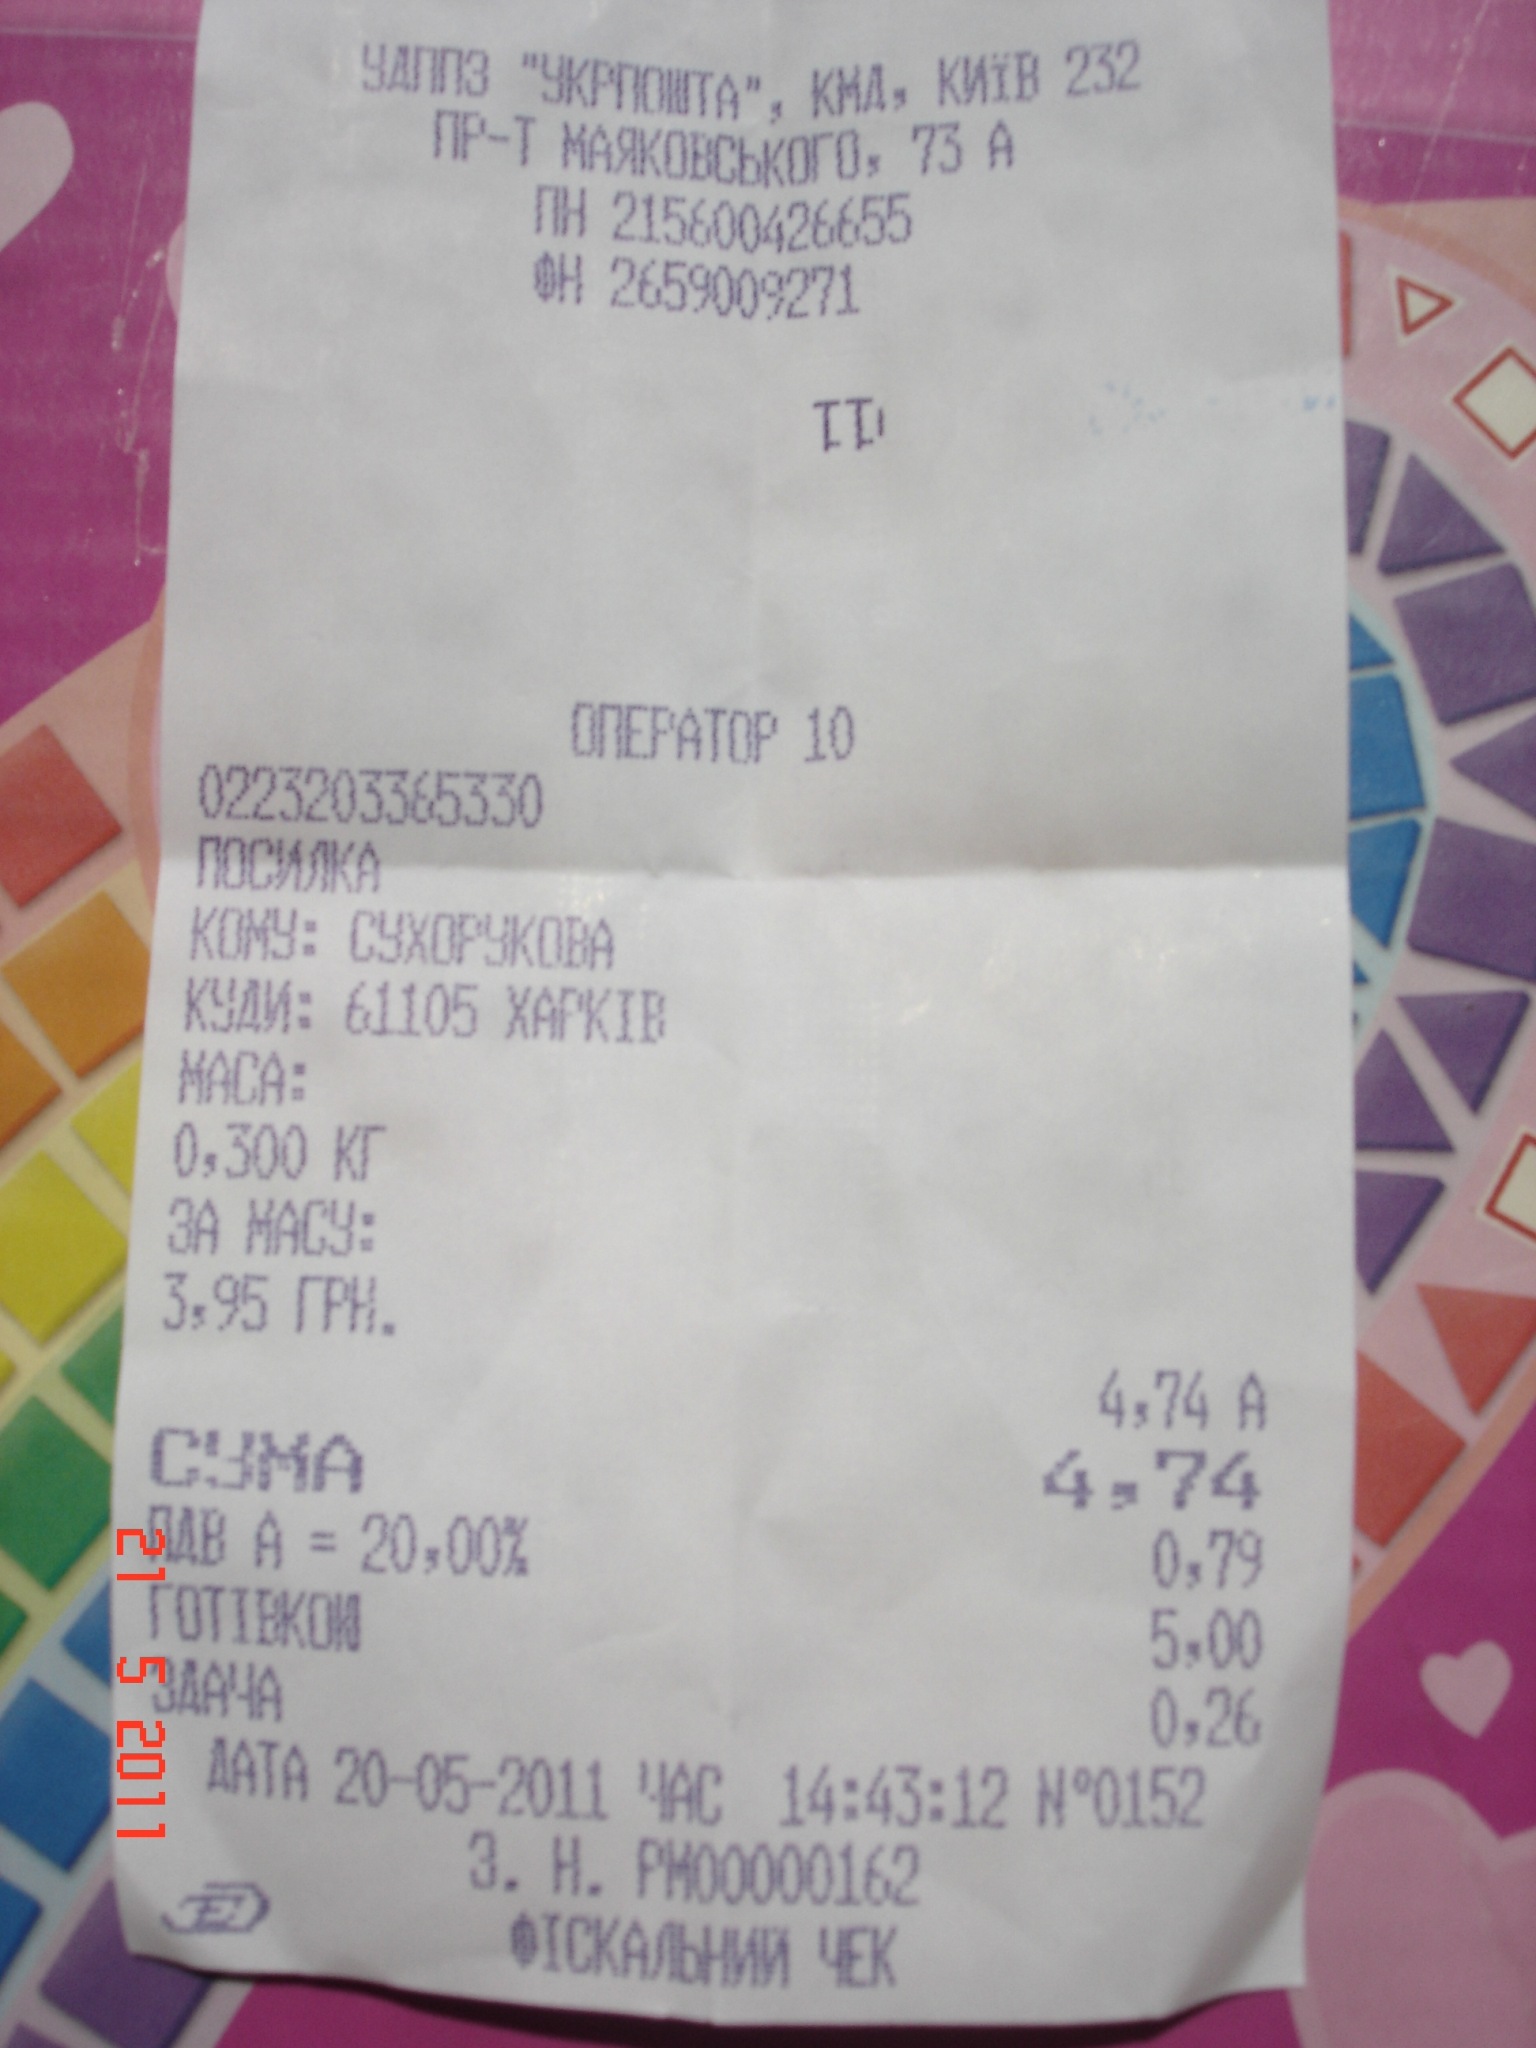 УДППЗ "УКРПОШТА", КМД, КИЇВ 232
ПР-Т МАЯКОВСЬКОГО, 73 А
ПН 215600426655
ФН 2659009271
ОПЕРАТОР 10
0223203365330
ПОСИЛКА
КОМУ: СУХОРУКОВА
КУДИ: 61105 ХАРКІВ
МАСА:
0,300 КГ
ЗА МАСУ:
3,95 ГРН.
4,74 А
СУМА 4,74
ПДВ А = 20,00% 0,79
ГОТІВКОЮ 5,00
ЗДАЧА 0,26
ДАТА 20-05-2011 ЧАС 14:43:12 N°0152
З. Н. РМ00000162
ФІСКАЛЬНИЙ ЧЕК
21 5 2011